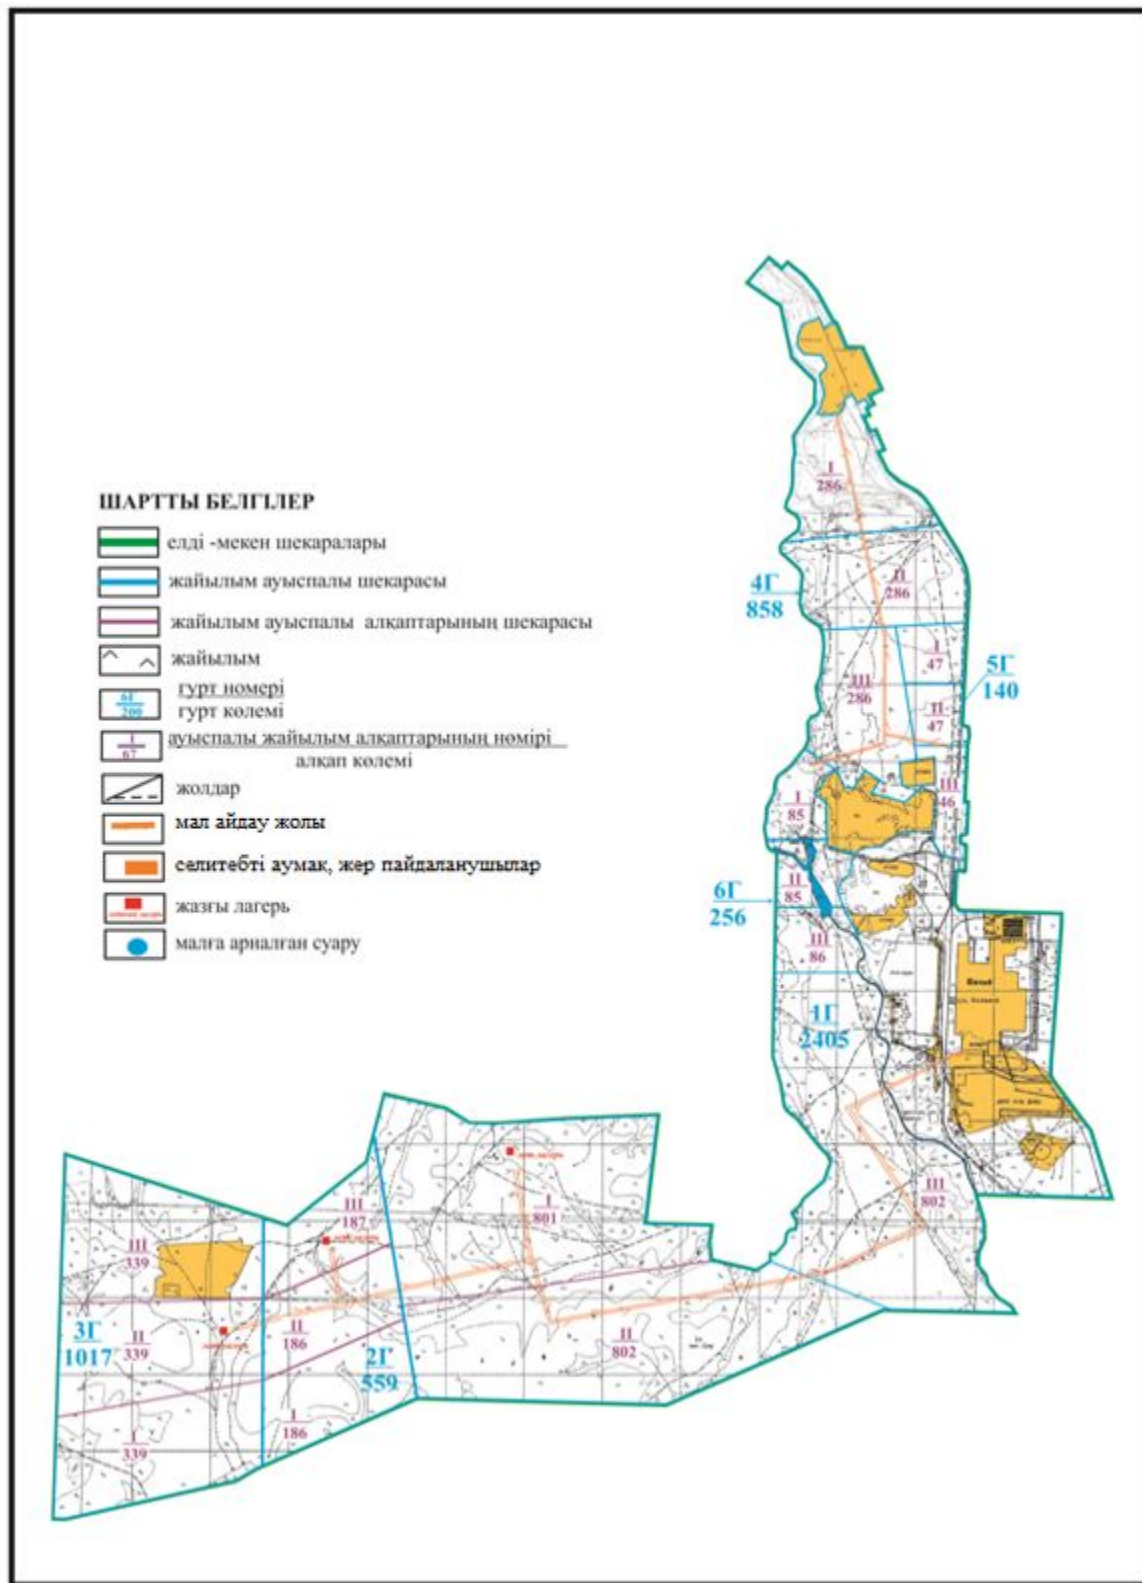 ШАРТТЫ БЕЛГІЛЕР
елді -мекен шекаралары
жайылым ауыспалы шекарасы
жайылым ауыспалы алқаптарының шекарасы
жайылым
6Г
200
гурт номері
гурт көлемі
I
67
ауыспалы жайылым алқаптарының нөмірі
алқап көлемі
жолдар
мал айдау жолы
селитебті аумақ, жер пайдаланушылар
жазғы лагерь
малға арналған суару
I
286
4Г
858
II
286
I
47
5Г
140
III
286
II
47
III
46
I
85
6Г
256
II
85
III
86
1Г
2405
III
802
III
187
I
801
III
339
3Г
1017
II
339
II
186
2Г
559
II
802
I
339
I
186